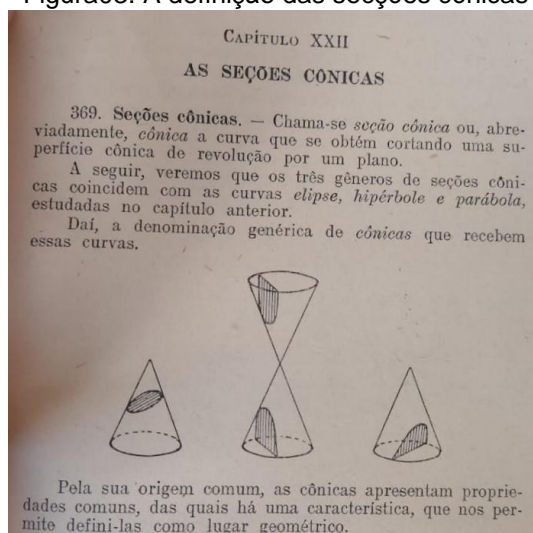 Figura08: A definição das secções cônicas
CAPÍTULO XXII
AS SEÇÕES CÔNICAS
369. Seções cônicas. — Chama-se seção cônica ou, abre-
viadamente, cônica a curva que se obtém cortando uma su-
perfície cônica de revolução por um plano.
A seguir, veremos que os três gêneros de seções côni-
cas coincidem com as curvas elipse, hipérbole e parábola,
estudadas no capítulo anterior.
Daí, a denominação genérica de cônicas que recebem
essas curvas.
Pela sua origem comum, as cônicas apresentam proprie-
dades comuns, das quais há uma característica, que nos per-
mite defini-las como lugar geométrico.